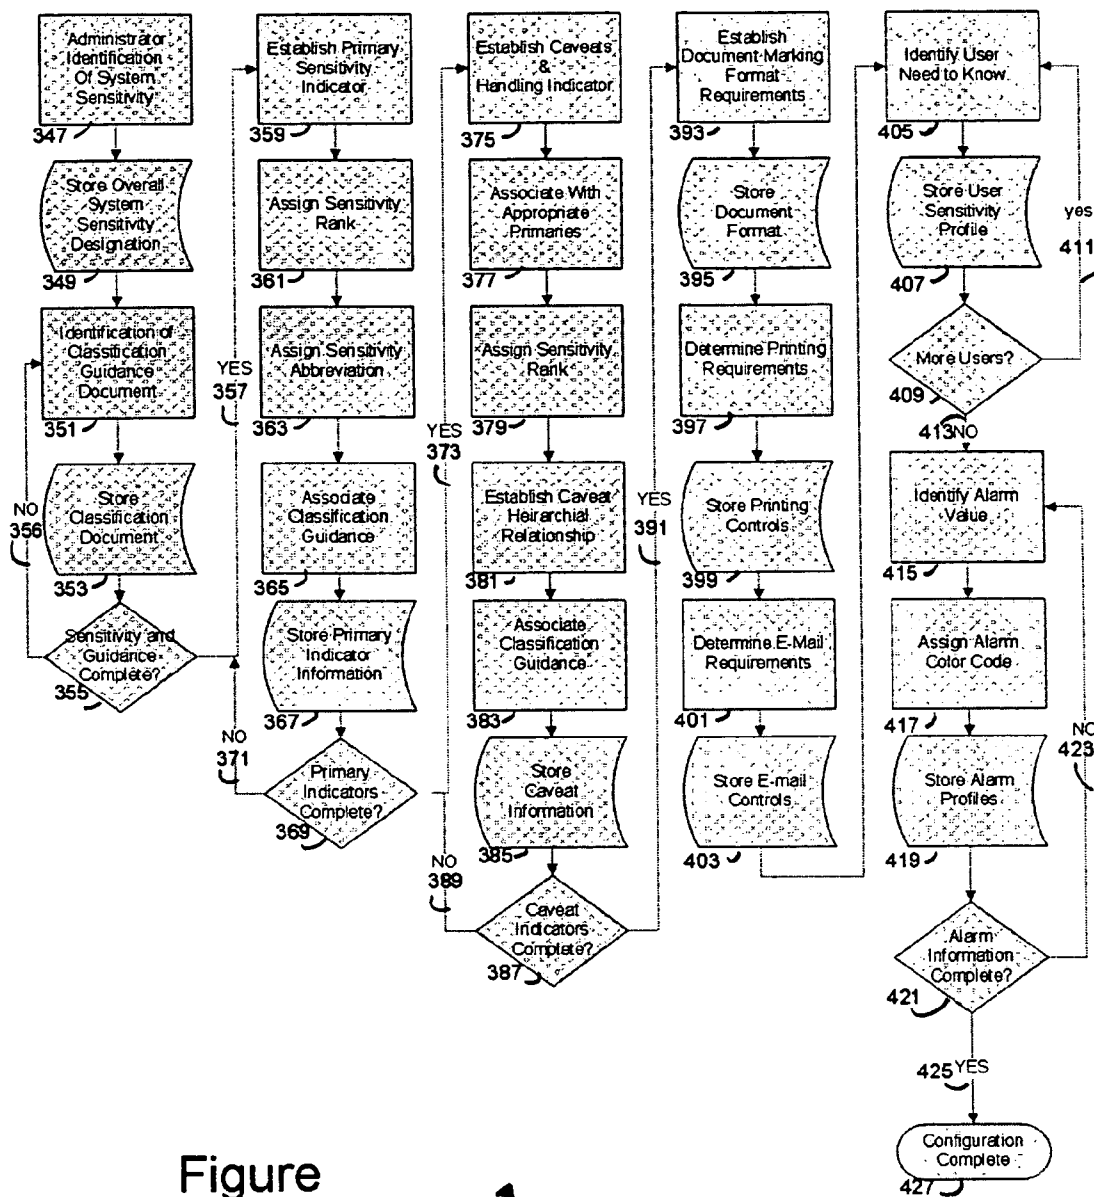 Administrator
Identification
Of System
Sensitivity
347
Store Overall
System
Sensitivity
Designation
349
Identification of
Classification
Guidance
Document
351
Store
Classification
Document
353
NO
356
Sensitivity and
Guidance
Complete?
355
YES
357
Establish Primary
Sensitivity
Indicator
359
Assign Sensitivity
Rank
361
Assign Sensitivity
Abbreviation
363
Associate
Classification
Guidance
365
Store Primary
Indicator
Information
367
NO
371
Primary
Indicators
Complete?
369
YES
373
Establish Caveats
&
Handling Indicator
375
Associate With
Appropriate
Primaries
377
Assign Sensitivity
Rank
379
Establish Caveat
Heirarchial
Relationship
381
Associate
Classification
Guidance
383
Store
Caveat
Information
385
NO
389
Caveat
Indicators
Complete?
387
YES
391
Establish
Document Marking
Format
Requirements
393
Store
Document
Format
395
Determine Printing
Requirements
397
Store Printing
Controls
399
Determine E-Mail
Requirements
401
Store E-mail
Controls
403
Identify User
Need to Know
405
Store User
Sensitivity
Profile
407
yes
411
More Users?
409
413 NO
Identify Alarm
Value
415
Assign Alarm
Color Code
417
NO
423
Store Alarm
Profiles
419
Alarm
Information
Complete?
421
425 YES
Configuration
Complete
427
Figure